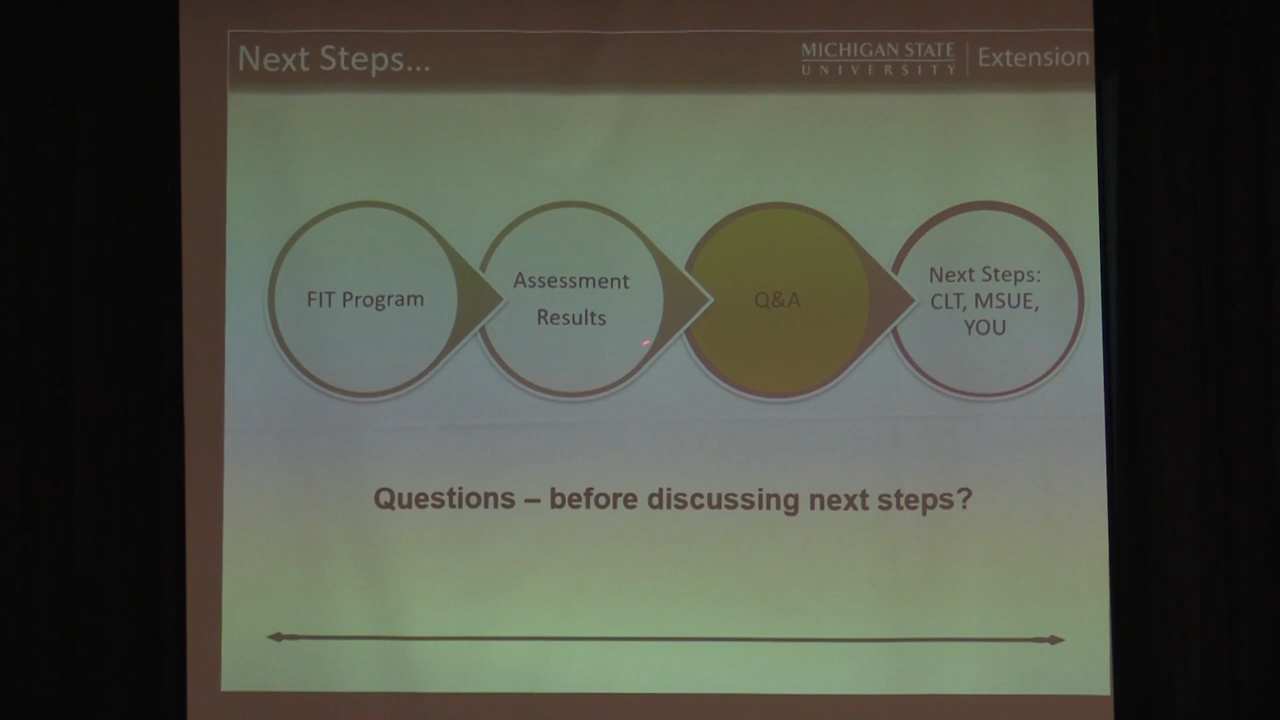 Next Steps...
MICHIGAN STATE
UNIVERSITY
Extension
FIT Program
Assessment
Results
Q&A
Next Steps:
CLT, MSUE,
YOU
Questions – before discussing next steps?